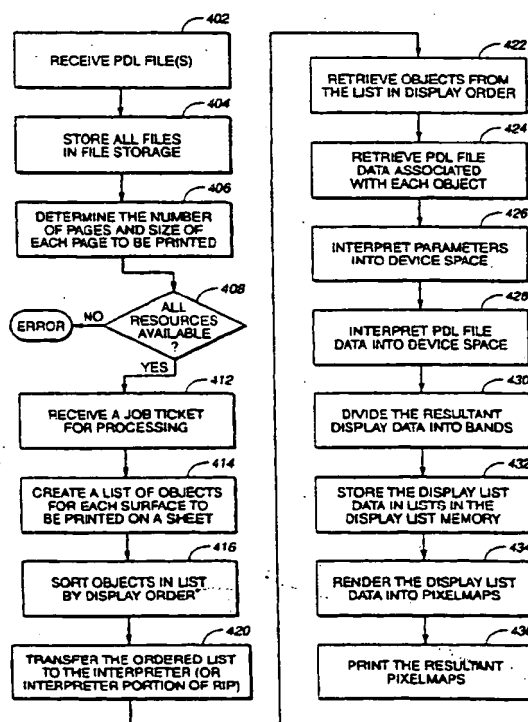 402
RECEIVE PDL FILE(S)
404
STORE ALL FILES
IN FILE STORAGE
406
DETERMINE THE NUMBER
OF PAGES AND SIZE OF
EACH PAGE TO BE PRINTED
408
ALL
RESOURCES
AVAILABLE
?
NO
ERROR
YES
412
RECEIVE A JOB TICKET
FOR PROCESSING
414
CREATE A LIST OF OBJECTS
FOR EACH SURFACE TO
BE PRINTED ON A SHEET
416
SORT OBJECTS IN LIST
BY DISPLAY ORDER
420
TRANSFER THE ORDERED LIST
TO THE INTERPRETER (OR
INTERPRETER PORTION OF RIP)
422
RETRIEVE OBJECTS FROM
THE LIST IN DISPLAY ORDER
424
RETRIEVE PDL FILE
DATA ASSOCIATED
WITH EACH OBJECT
426
INTERPRET PARAMETERS
INTO DEVICE SPACE
428
INTERPRET PDL FILE
DATA INTO DEVICE SPACE
430
DIVIDE THE RESULTANT
DISPLAY DATA INTO BANDS
432
STORE THE DISPLAY LIST
DATA IN LISTS IN THE
DISPLAY LIST MEMORY
434
RENDER THE DISPLAY LIST
DATA INTO PIXELMAPS
436
PRINT THE RESULTANT
PIXELMAPS